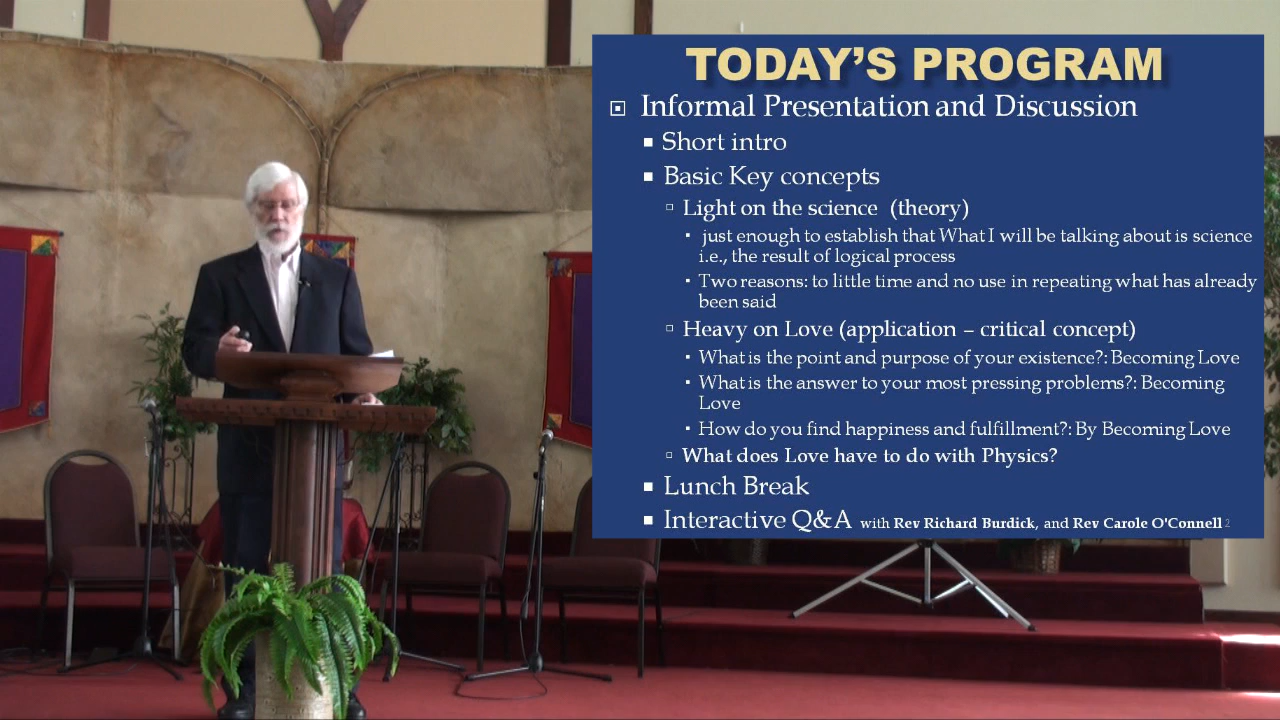 TODAY'S PROGRAM
Informal Presentation and Discussion
Short intro
Basic Key concepts
Light on the science (theory)
just enough to establish that What I will be talking about is science
i.e., the result of logical process
Two reasons: to little time and no use in repeating what has already
been said
Heavy on Love (application – critical concept)
What is the point and purpose of your existence?: Becoming Love
What is the answer to your most pressing problems?: Becoming
Love
How do you find happiness and fulfillment?: By Becoming Love
What does Love have to do with Physics?
Lunch Break
Interactive Q&A with Rev Richard Burdick, and Rev Carole O'Connell 2